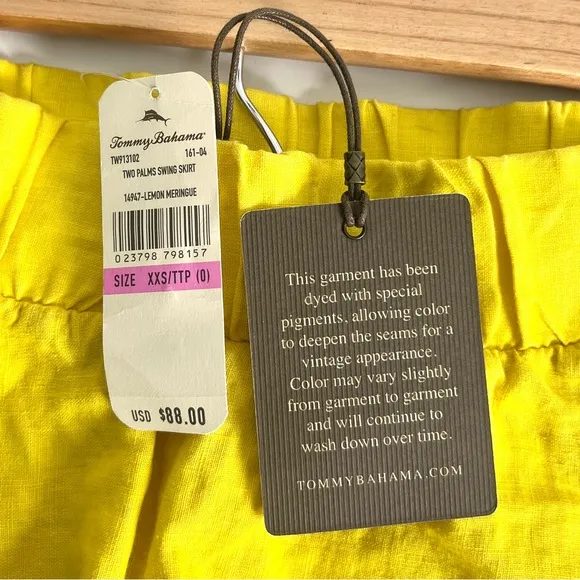 Tommy Bahama
TW913102 161-04
TWO PALMS SWING SKIRT
14947-LEMON MERINGUE
0 23798 798157
SIZE XXS/TTP (0)
USD $88.00
This garment has been
dyed with special
pigments, allowing color
to deepen the seams for a
vintage appearance.
Color may vary slightly
from garment to garment
and will continue to
wash down over time.
TOMMYBAHAMA.COM